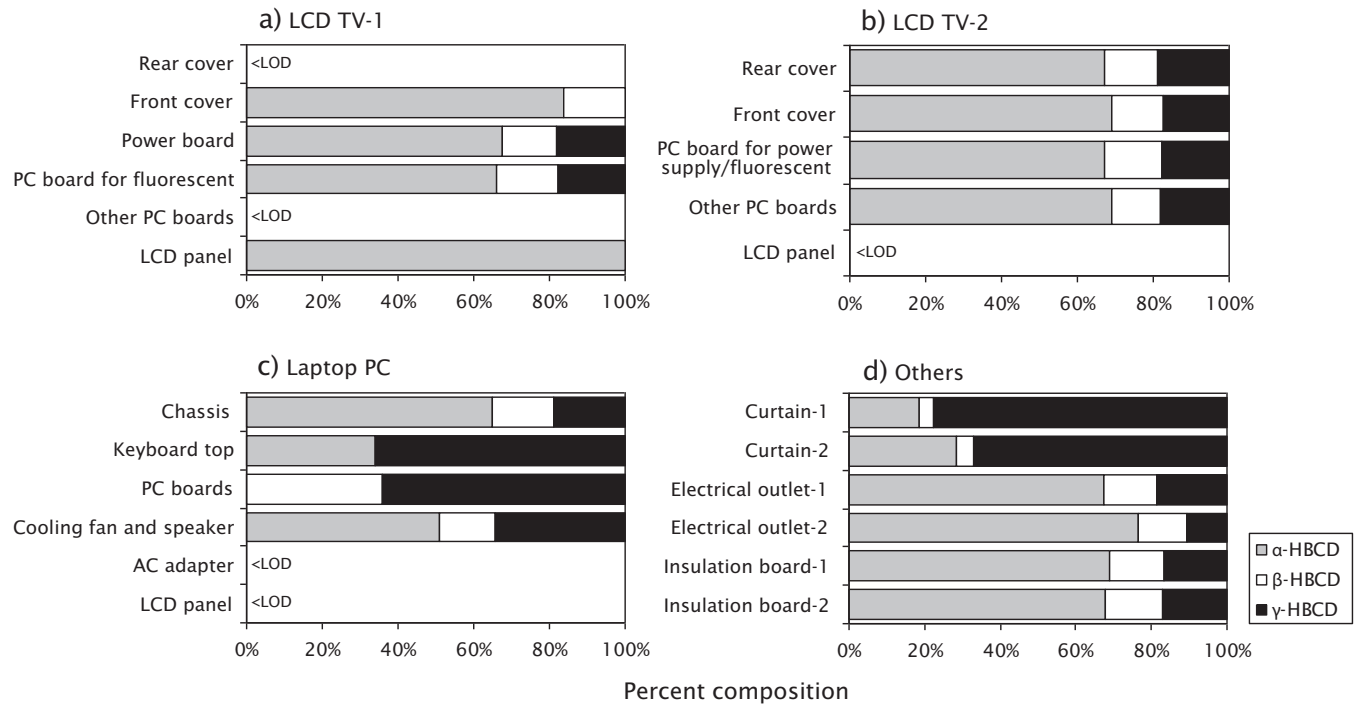 a) LCD TV-1
Rear cover
<LOD
Front cover
Power board
PC board for fluorescent
Other PC boards
<LOD
LCD panel
0% 20% 40% 60% 80% 100%
b) LCD TV-2
Rear cover
Front cover
PC board for power
supply/fluorescent
Other PC boards
LCD panel
<LOD
0% 20% 40% 60% 80% 100%
c) Laptop PC
Chassis
Keyboard top
PC boards
Cooling fan and speaker
AC adapter
<LOD
LCD panel
<LOD
0% 20% 40% 60% 80% 100%
d) Others
Curtain-1
Curtain-2
Electrical outlet-1
Electrical outlet-2
Insulation board-1
Insulation board-2
0% 20% 40% 60% 80% 100%
α-HBCD
β-HBCD
γ-HBCD
Percent composition